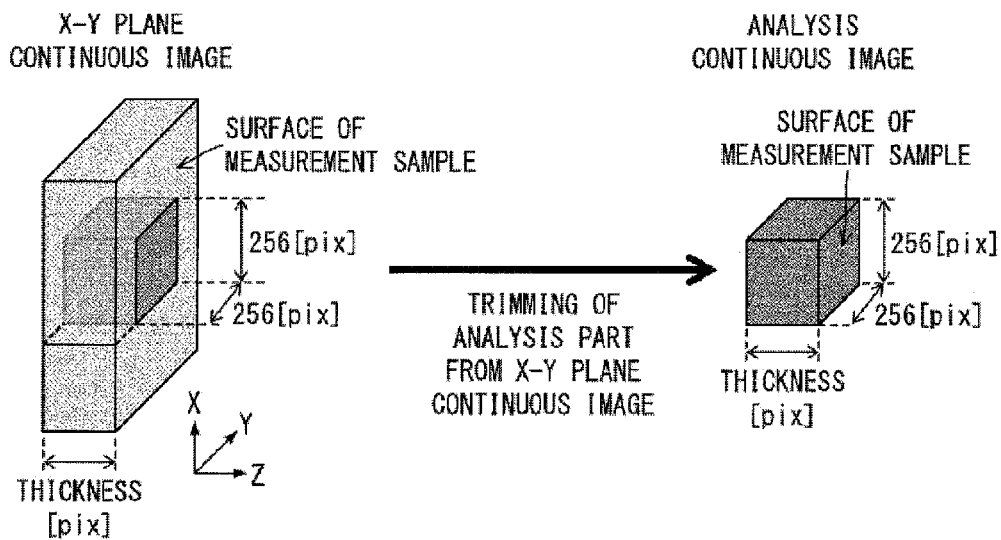 X-Y PLANE
CONTINUOUS IMAGE
SURFACE OF
MEASUREMENT SAMPLE
256[pix]
256[pix]
X
Y
Z
THICKNESS
[pix]
TRIMMING OF
ANALYSIS PART
FROM X-Y PLANE
CONTINUOUS IMAGE
ANALYSIS
CONTINUOUS IMAGE
SURFACE OF
MEASUREMENT SAMPLE
256[pix]
256[pix]
THICKNESS
[pix]